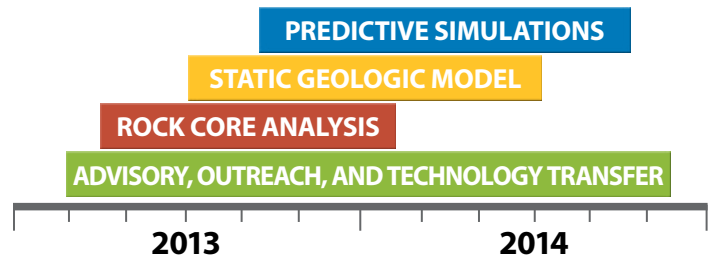 PREDICTIVE SIMULATIONS
STATIC GEOLOGIC MODEL
ROCK CORE ANALYSIS
ADVISORY, OUTREACH, AND TECHNOLOGY TRANSFER
2013 2014